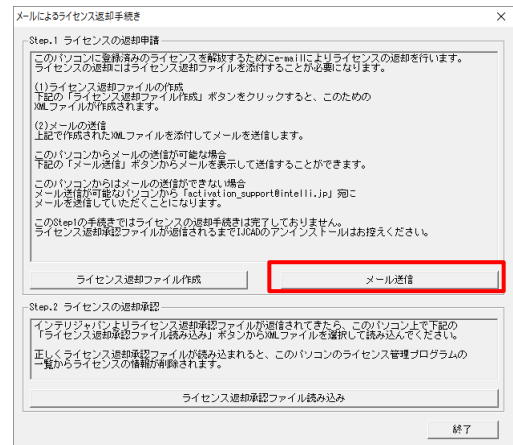 メールによるライセンス返却手続き
Step.1 ライセンスの返却申請
このパソコンに登録済みのライセンスを解放するためにe-mailによりライセンスの返却を行います。
ライセンスの返却にはライセンス返却ファイルを添付することが必要になります。
(1)ライセンス返却ファイルの作成
下記の「ライセンス返却ファイル作成」ボタンをクリックすると、このための
XMLファイルが作成されます。
(2)メールの送信
上記で作成されたXMLファイルを添付してメールを送信します。
このパソコンからメールの送信が可能な場合
下記の「メール送信」ボタンからメールを表示して送信することができます。
このパソコンからはメールの送信ができない場合
メール送信が可能なパソコンから「activation_support@intelli.jp」宛に
メールを送信していただくことになります。
このStep1の手続きではライセンスの返却手続きは完了しておりません。
ライセンス返却承認ファイルが返信されるまでIJCADのアンインストールはお控えください。
ライセンス返却ファイル作成
メール送信
Step.2 ライセンスの返却承認
インテリジャパンよりライセンス返却承認ファイルが返信されてきたら、このパソコン上で下記の
「ライセンス返却承認ファイル読み込み」ボタンからXMLファイルを選択して読み込んでください。
正しくライセンス返却承認ファイルが読み込まれると、このパソコンのライセンス管理プログラムの
一覧からライセンスの情報が削除されます。
ライセンス返却承認ファイル読み込み
終了